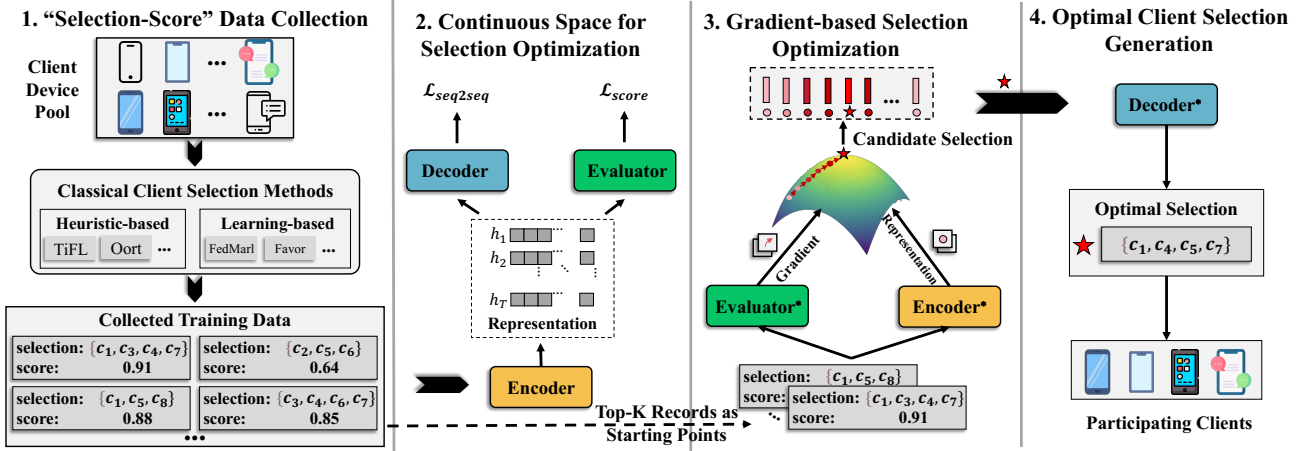 1. “Selection-Score” Data Collection
Client
Device
Pool
...
...
Classical Client Selection Methods
Heuristic-based
TiFL
Oort
...
Learning-based
FedMarl
Favor
...
Collected Training Data
selection: {c₁, c₃, c₄, c₇}
score: 0.91
selection: {c₂, c₅, c₆}
score: 0.64
selection: {c₁, c₅, c₈}
score: 0.88
selection: {c₃, c₄, c₆, c₇}
score: 0.85
...
2. Continuous Space for
Selection Optimization
ℒseq2seq
ℒscore
Decoder
Evaluator
h₁
h₂
hT
Representation
Encoder
Top-K Records as
Starting Points
3. Gradient-based Selection
Optimization
...
Candidate Selection
Gradient
Representation
Evaluator*
Encoder*
selection: {c₁, c₅, c₈}
score:
selection: {c₁, c₃, c₄, c₇}
score: 0.91
4. Optimal Client Selection
Generation
Decoder*
Optimal Selection
{c₁, c₄, c₅, c₇}
Participating Clients